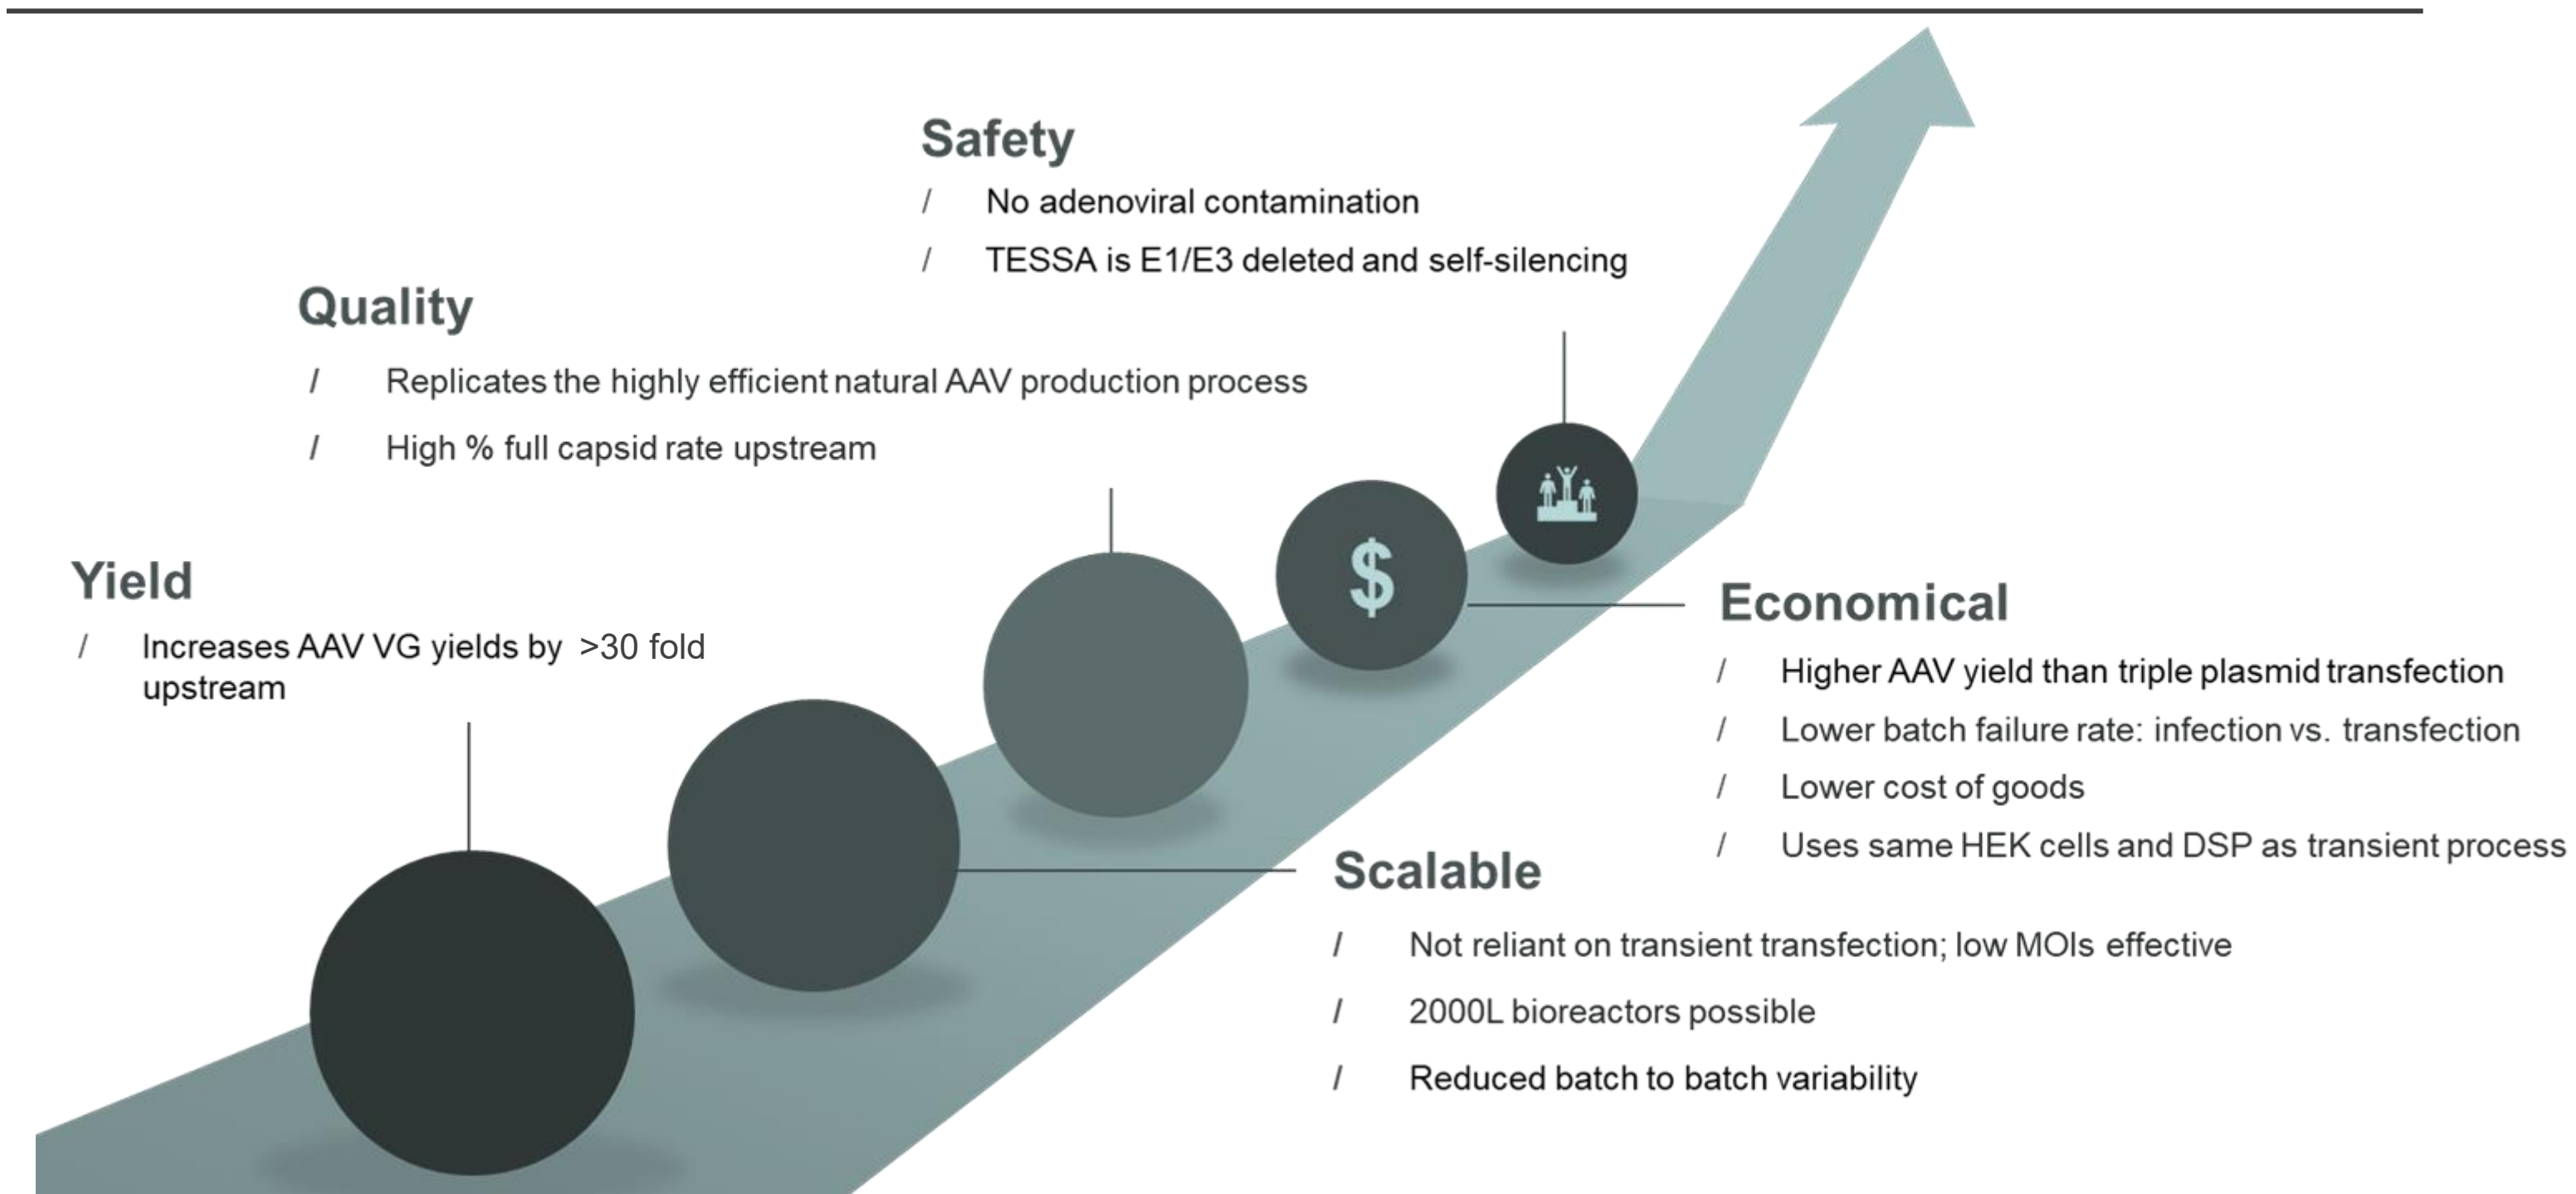 Safety
/ No adenoviral contamination
/ TESSA is E1/E3 deleted and self-silencing
Quality
/ Replicates the highly efficient natural AAV production process
/ High % full capsid rate upstream
Yield
/ Increases AAV VG yields by >30 fold
upstream
$
Economical
/ Higher AAV yield than triple plasmid transfection
/ Lower batch failure rate: infection vs. transfection
/ Lower cost of goods
/ Uses same HEK cells and DSP as transient process
Scalable
/ Not reliant on transient transfection; low MOIs effective
/ 2000L bioreactors possible
/ Reduced batch to batch variability